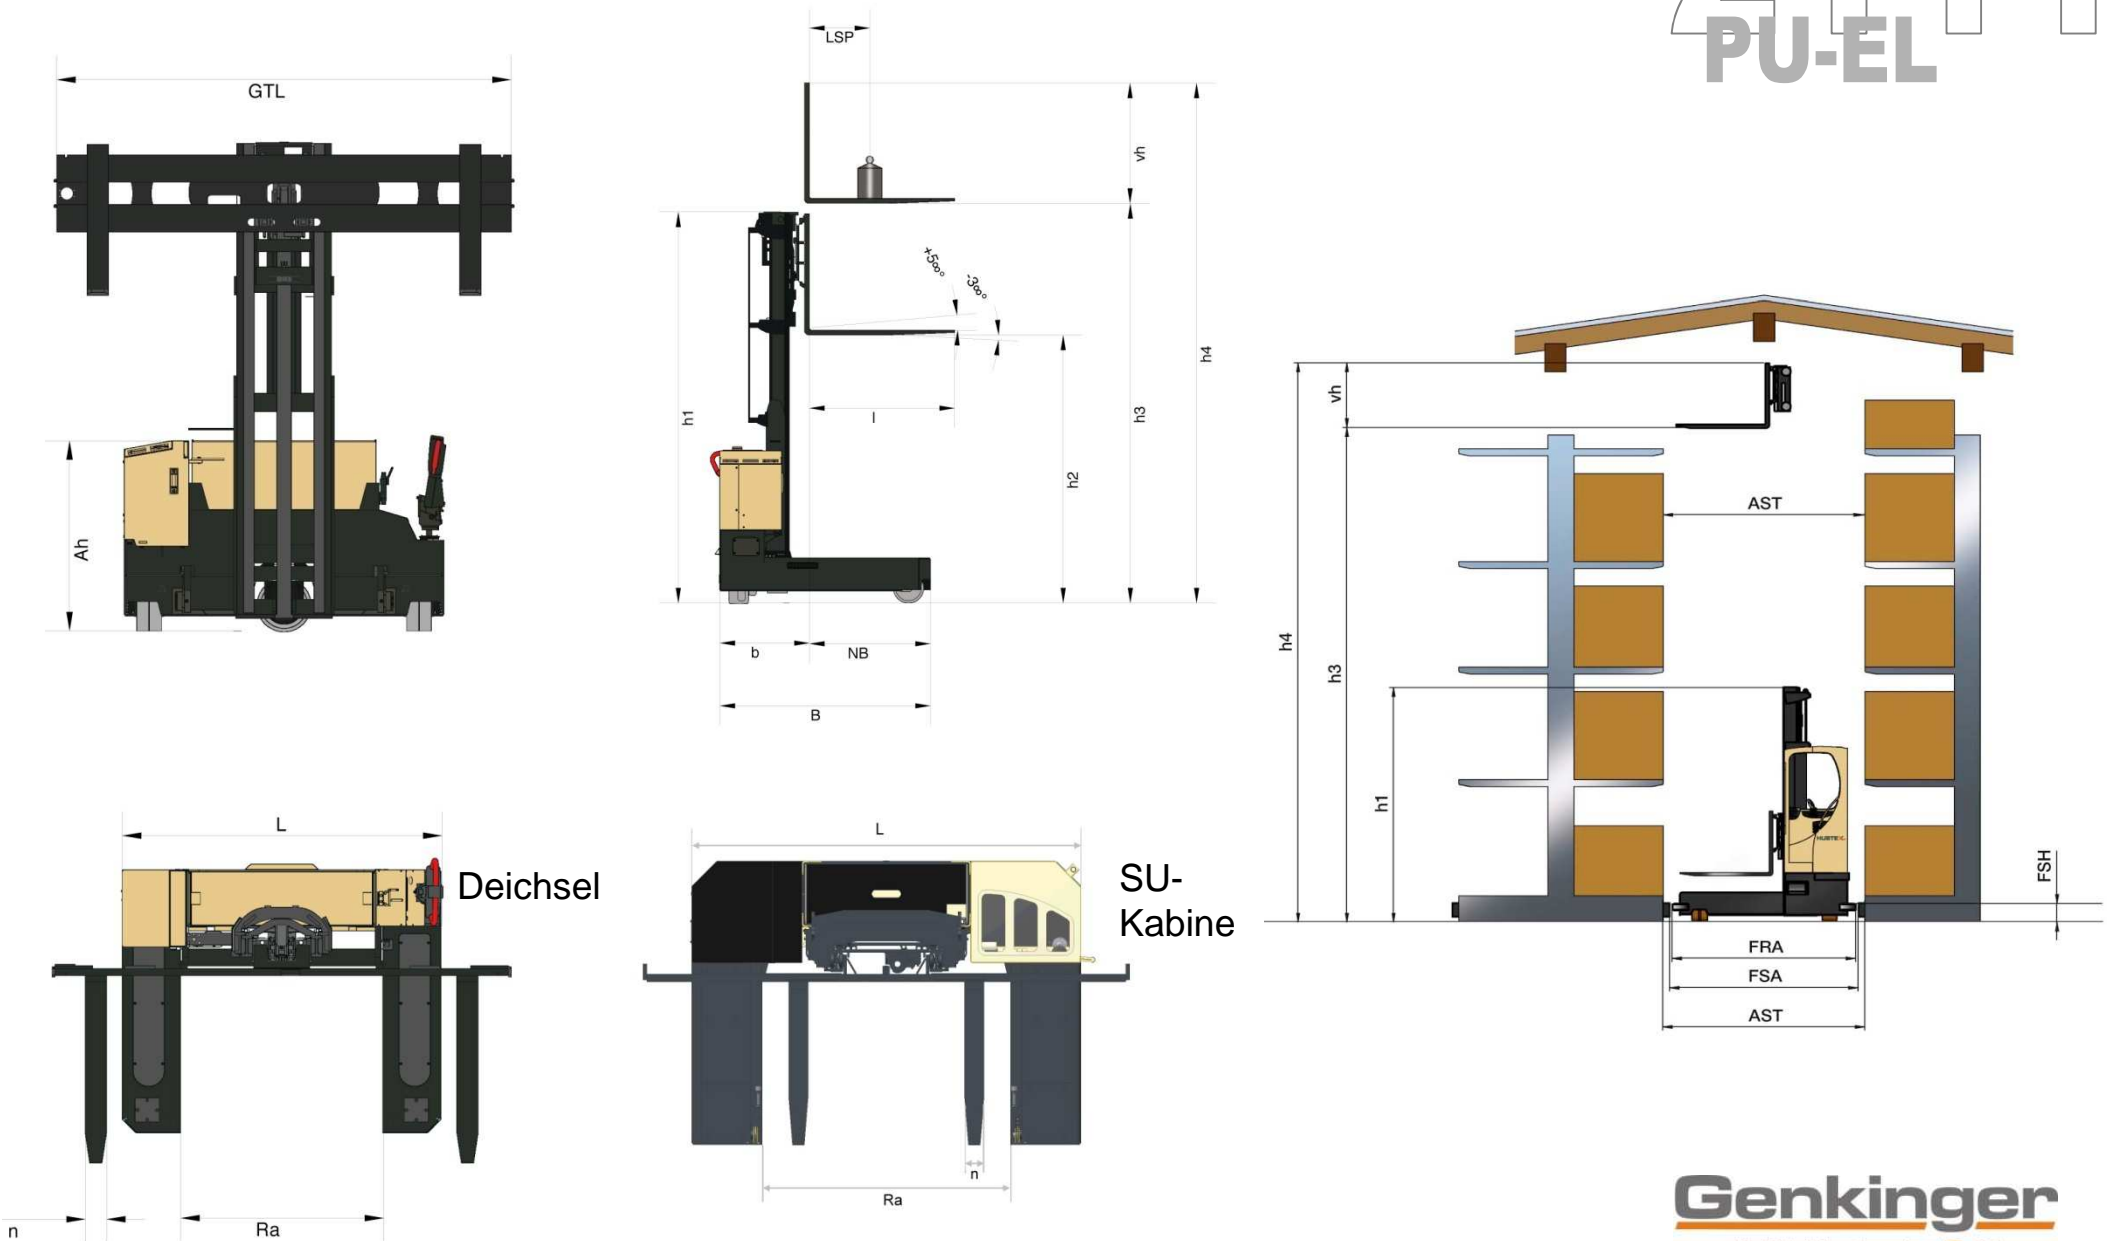 PU-EL
GTL
Ah
LSP
vh
+5∞°
-3∞°
h1
l
h2
h3
h4
b
NB
B
vh
AST
h4
h3
h1
FSH
FRA
FSA
AST
HUBTEX
L
Deichsel
n
Ra
L
SU-
Kabine
n
Ra
Genkinger